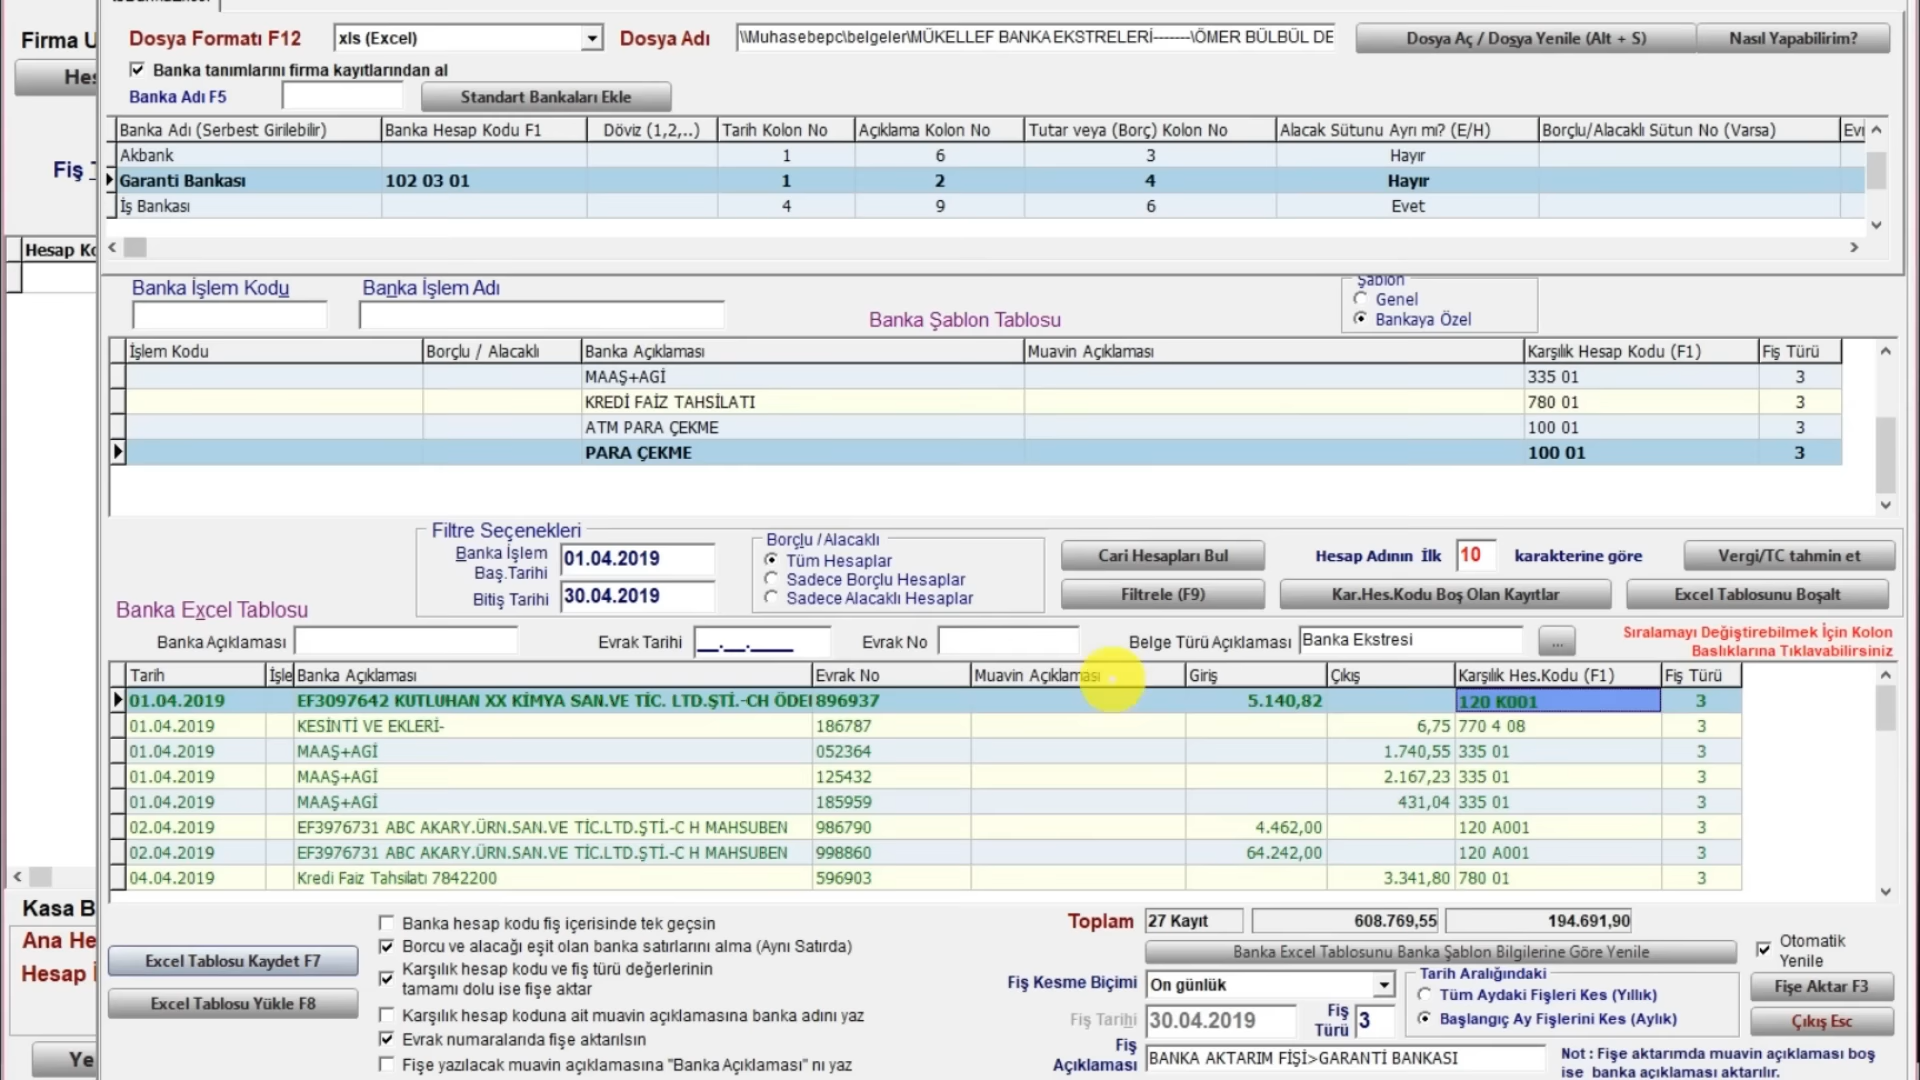 Firma U
Dosya Formatı F12
xls (Excel)
Dosya Adı
\\Muhasebepc\belgeler\MÜKELLEF BANKA EKSTRELERİ-------\ÖMER BÜLBÜL DE
Dosya Aç / Dosya Yenile (Alt + S)
Nasıl Yapabilirim?
Hes
Banka tanımlarını firma kayıtlarından al
Banka Adı F5
Standart Bankaları Ekle
Banka Adı (Serbest Girilebilir) Banka Hesap Kodu F1 Döviz (1,2,..) Tarih Kolon No Açıklama Kolon No Tutar veya (Borç) Kolon No Alacak Sütunu Ayrı mı? (E/H) Borçlu/Alacaklı Sütun No (Varsa) Evr
Akbank 1 6 3 Hayır
Fiş T
Garanti Bankası 102 03 01 1 2 4 Hayır
İş Bankası 4 9 6 Evet
Hesap Ko
Banka İşlem Kodu Banka İşlem Adı
Şablon
Genel
Bankaya Özel
Banka Şablon Tablosu
İşlem Kodu Borçlu / Alacaklı Banka Açıklaması Muavin Açıklaması Karşılık Hesap Kodu (F1) Fiş Türü
MAAŞ+AGİ 335 01 3
KREDİ FAİZ TAHSİLATI 780 01 3
ATM PARA ÇEKME 100 01 3
PARA ÇEKME 100 01 3
Filtre Seçenekleri
Banka İşlem
Baş.Tarihi 01.04.2019
Bitiş Tarihi 30.04.2019
Borçlu /Alacaklı
Tüm Hesaplar
Sadece Borçlu Hesaplar
Sadece Alacaklı Hesaplar
Cari Hesapları Bul
Hesap Adının İlk 10 karakterine göre
Vergi/TC tahmin et
Filtrele (F9)
Kar.Hes.Kodu Boş Olan Kayıtlar
Excel Tablosunu Boşalt
Banka Excel Tablosu
Banka Açıklaması Evrak Tarihi __.__.____ Evrak No Belge Türü Açıklaması Banka Ekstresi ...
Sıralamayı Değiştirebilmek İçin Kolon
Başlıklarına Tıklayabilirsiniz
Tarih İşle Banka Açıklaması Evrak No Muavin Açıklaması Giriş Çıkış Karşılık Hes.Kodu (F1) Fiş Türü
01.04.2019 EF3097642 KUTLUHAN XX KİMYA SAN.VE TİC. LTD.ŞTİ.-CH ÖDEI 896937 5.140,82 120 K001 3
01.04.2019 KESİNTİ VE EKLERİ- 186787 6,75 770 4 08 3
01.04.2019 MAAŞ+AGİ 052364 1.740,55 335 01 3
01.04.2019 MAAŞ+AGİ 125432 2.167,23 335 01 3
01.04.2019 MAAŞ+AGİ 185959 431,04 335 01 3
02.04.2019 EF3976731 ABC AKARY.ÜRN.SAN.VE TİC.LTD.ŞTİ.-C H MAHSUBEN 986790 4.462,00 120 A001 3
02.04.2019 EF3976731 ABC AKARY.ÜRN.SAN.VE TİC.LTD.ŞTİ.-C H MAHSUBEN 998860 64.242,00 120 A001 3
04.04.2019 Kredi Faiz Tahsilatı 7842200 596903 3.341,80 780 01 3
Kasa B
Ana He
Hesap İ
Ye
Excel Tablosu Kaydet F7
Excel Tablosu Yükle F8
Banka hesap kodu fiş içerisinde tek geçsin
Borcu ve alacağı eşit olan banka satırlarını alma (Aynı Satırda)
Karşılık hesap kodu ve fiş türü değerlerinin
tamamı dolu ise fişe aktar
Karşılık hesap koduna ait muavin açıklamasına banka adını yaz
Evrak numaralarıda fişe aktarılsın
Fişe yazılacak muavin açıklamasına "Banka Açıklaması" nı yaz
Toplam 27 Kayıt 608.769,55 194.691,90
Banka Excel Tablosunu Banka Şablon Bilgilerine Göre Yenile
Otomatik
Yenile
Fiş Kesme Biçimi On günlük
Tarih Aralığındaki
Tüm Aydaki Fişleri Kes (Yıllık)
Başlangıç Ay Fişlerini Kes (Aylık)
Fişe Aktar F3
Çıkış Esc
Fiş Tarihi 30.04.2019
Fiş
Türü 3
Fiş
Açıklaması BANKA AKTARIM FİŞİ>GARANTİ BANKASI
Not : Fişe aktarımda muavin açıklaması boş
ise banka açıklaması aktarılır.